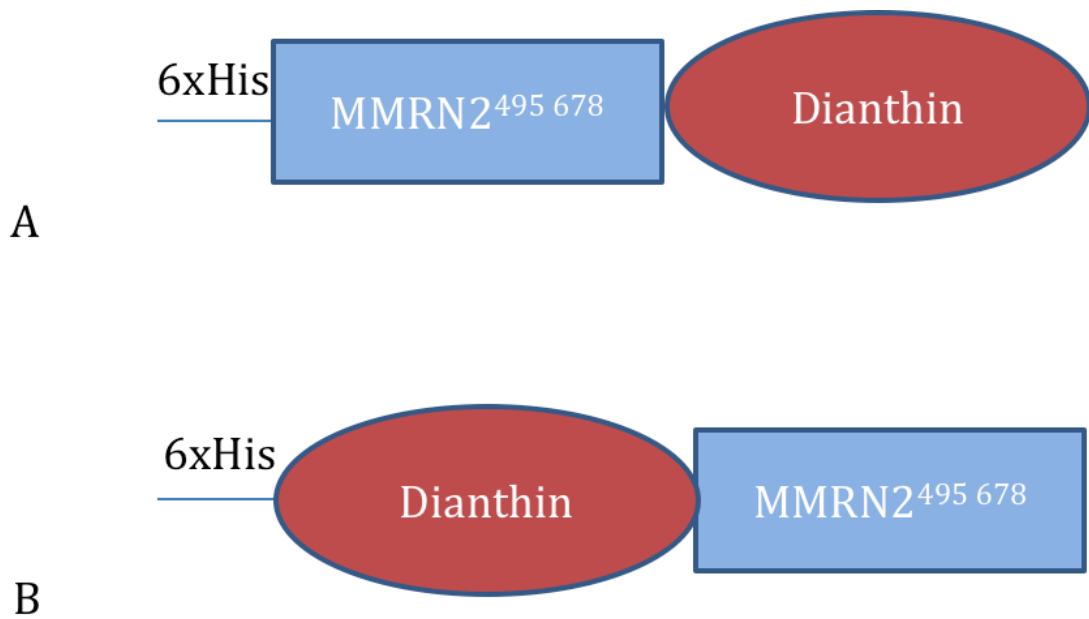 6xHis
MMRN2⁴⁹⁵ ⁶⁷⁸
Dianthin
A
6xHis
Dianthin
MMRN2⁴⁹⁵ ⁶⁷⁸
B